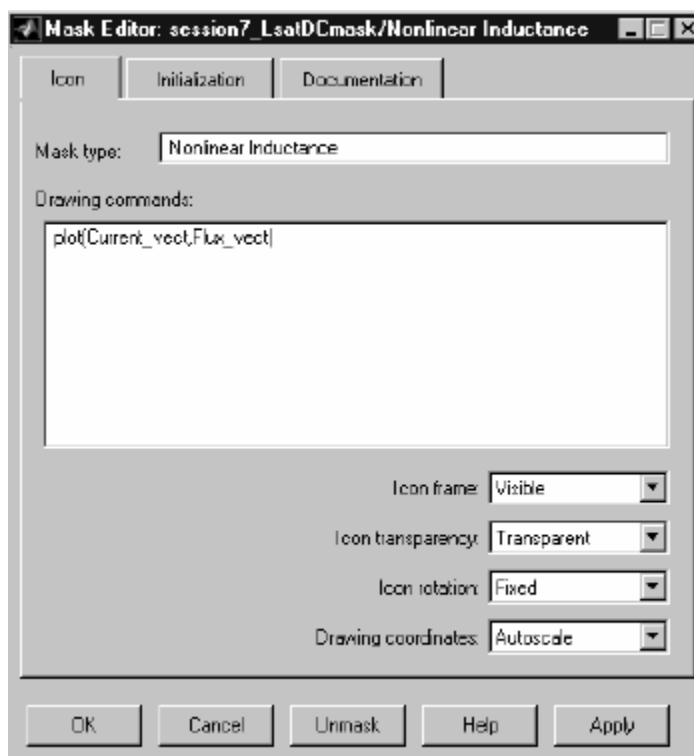 Mask Editor: session7_LsatDCmask/Nonlinear Inductance
Icon Initialization Documentation
Mask type: Nonlinear Inductance
Drawing commands:
plot(Current_vect,Flux_vect)
Icon frame: Visible
Icon transparency: Transparent
Icon rotation: Fixed
Drawing coordinates: Autoscale
OK Cancel Unmask Help Apply